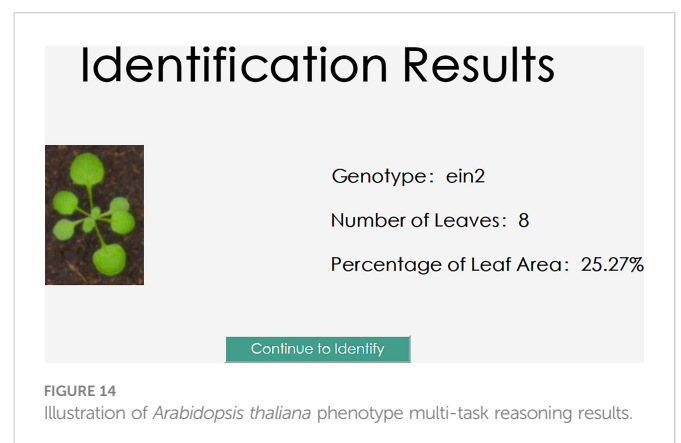 Identification Results
Genotype: ein2
Number of Leaves: 8
Percentage of Leaf Area: 25.27%
Continue to Identify
FIGURE 14
Illustration of Arabidopsis thaliana phenotype multi-task reasoning results.